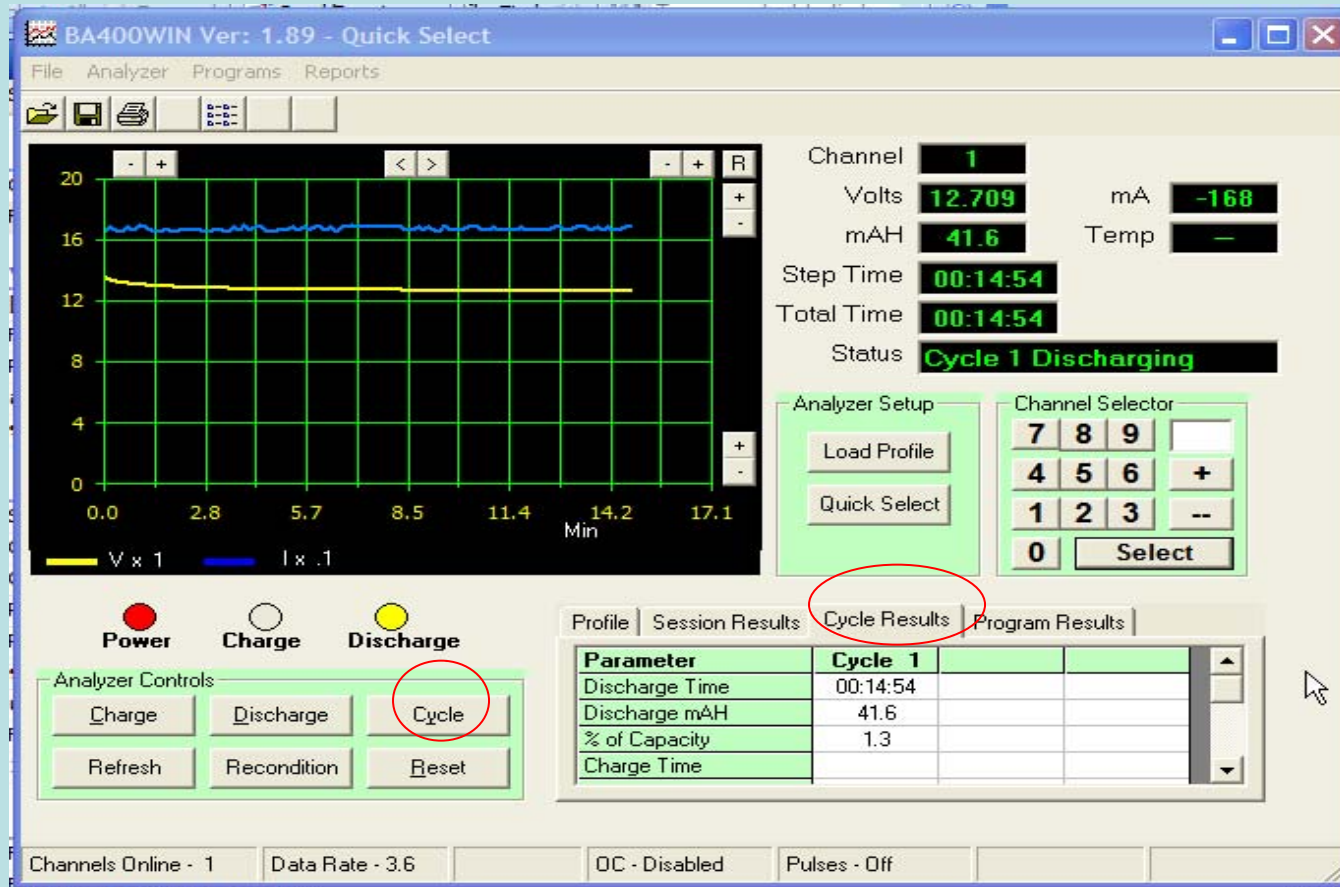 BA400WIN Ver: 1.89 - Quick Select
File Analyzer Programs Reports
- + < > - + R
+
-
20
16
12
8
4
0
+
-
0.0 2.8 5.7 8.5 11.4 14.2 17.1
Min
V x 1 I x .1
Channel 1
Volts 12.709 mA -168
mAH 41.6 Temp —
Step Time 00:14:54
Total Time 00:14:54
Status Cycle 1 Discharging
Analyzer Setup
Load Profile
Quick Select
Channel Selector
7 8 9
4 5 6 +
1 2 3 --
0 Select
Power Charge Discharge
Analyzer Controls
Charge Discharge Cycle
Refresh Recondition Reset
Profile Session Results Cycle Results Program Results
Parameter Cycle 1
Discharge Time 00:14:54
Discharge mAH 41.6
% of Capacity 1.3
Charge Time
Channels Online - 1 Data Rate - 3.6 OC - Disabled Pulses - Off